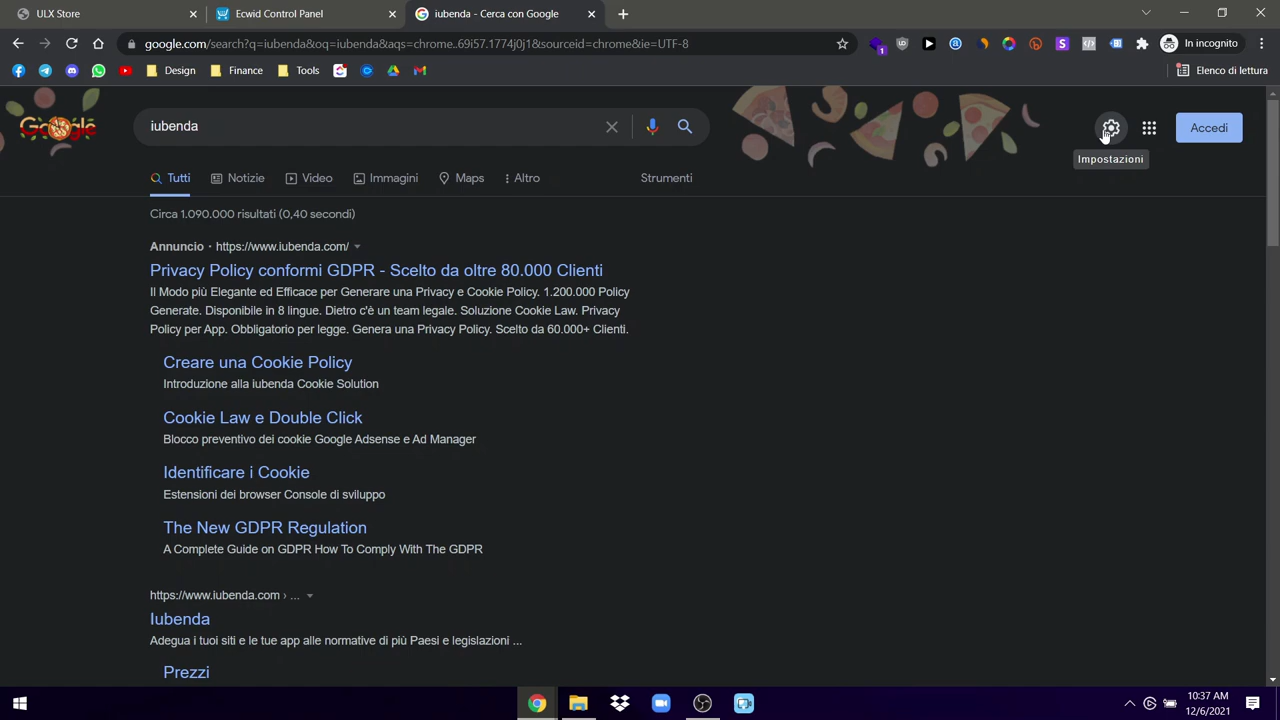 ULX Store
Ecwid Control Panel
iubenda - Cerca con Google
google.com/search?q=iubenda&oq=iubenda&aqs=chrome..69i57.1774j0j1&sourceid=chrome&ie=UTF-8
In incognito
Design
Finance
Tools
Elenco di lettura
Google
iubenda
Accedi
Impostazioni
Tutti
Notizie
Video
Immagini
Maps
Altro
Strumenti
Circa 1.090.000 risultati (0,40 secondi)
Annuncio · https://www.iubenda.com/
Privacy Policy conformi GDPR - Scelto da oltre 80.000 Clienti
Il Modo più Elegante ed Efficace per Generare una Privacy e Cookie Policy. 1.200.000 Policy
Generate. Disponibile in 8 lingue. Dietro c'è un team legale. Soluzione Cookie Law. Privacy
Policy per App. Obbligatorio per legge. Genera una Privacy Policy. Scelto da 60.000+ Clienti.
Creare una Cookie Policy
Introduzione alla iubenda Cookie Solution
Cookie Law e Double Click
Blocco preventivo dei cookie Google Adsense e Ad Manager
Identificare i Cookie
Estensioni dei browser Console di sviluppo
The New GDPR Regulation
A Complete Guide on GDPR How To Comply With The GDPR
https://www.iubenda.com › ...
Iubenda
Adegua i tuoi siti e le tue app alle normative di più Paesi e legislazioni ...
Prezzi
10:37 AM
12/6/2021